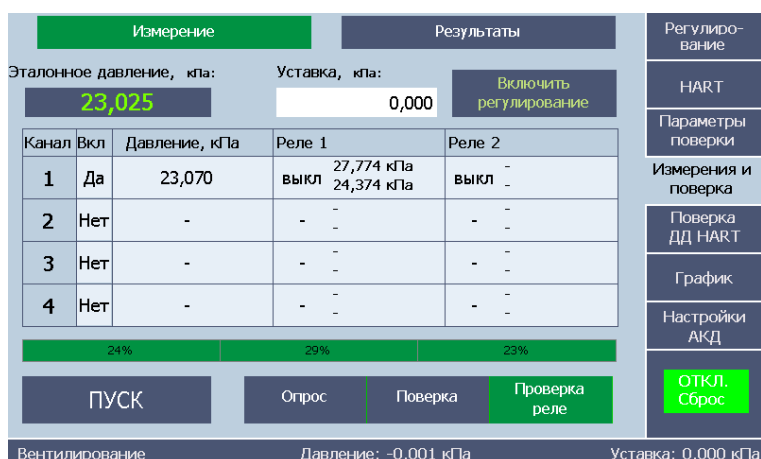 Измерение
Результаты
Эталонное давление, кПа:
Уставка, кПа:
23,025
0,000
Включить
регулирование
Канал Вкл Давление, кПа Реле 1 Реле 2
1 Да 23,070 выкл 27,774 кПа выкл -
24,374 кПа -
2 Нет - - - - -
- -
3 Нет - - - - -
- -
4 Нет - - - - -
- -
24% 29% 23%
ПУСК
Опрос
Поверка
Проверка
реле
Регулиро-
вание
HART
Параметры
поверки
Измерения и
поверка
Поверка
ДД HART
График
Настройки
АКД
ОТКЛ.
Сброс
Вентилирование Давление: -0,001 кПа Уставка: 0,000 кПа